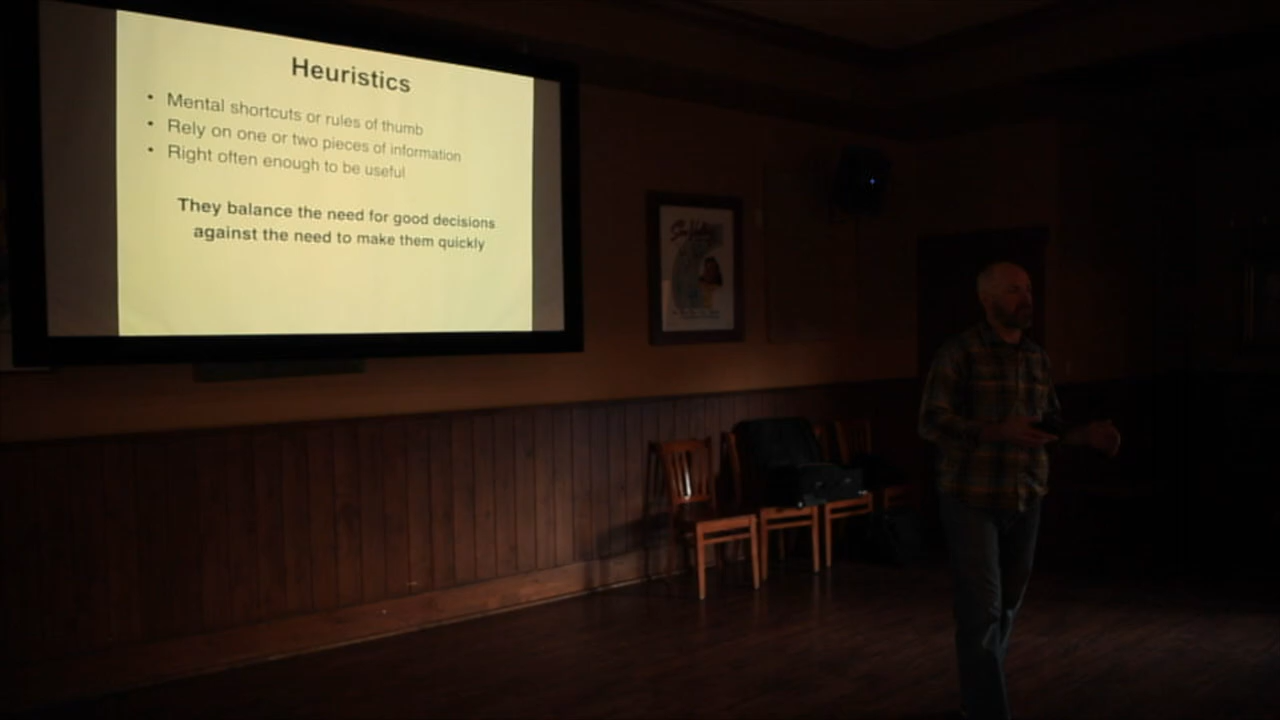 Heuristics
• Mental shortcuts or rules of thumb
• Rely on one or two pieces of information
• Right often enough to be useful
They balance the need for good decisions
against the need to make them quickly